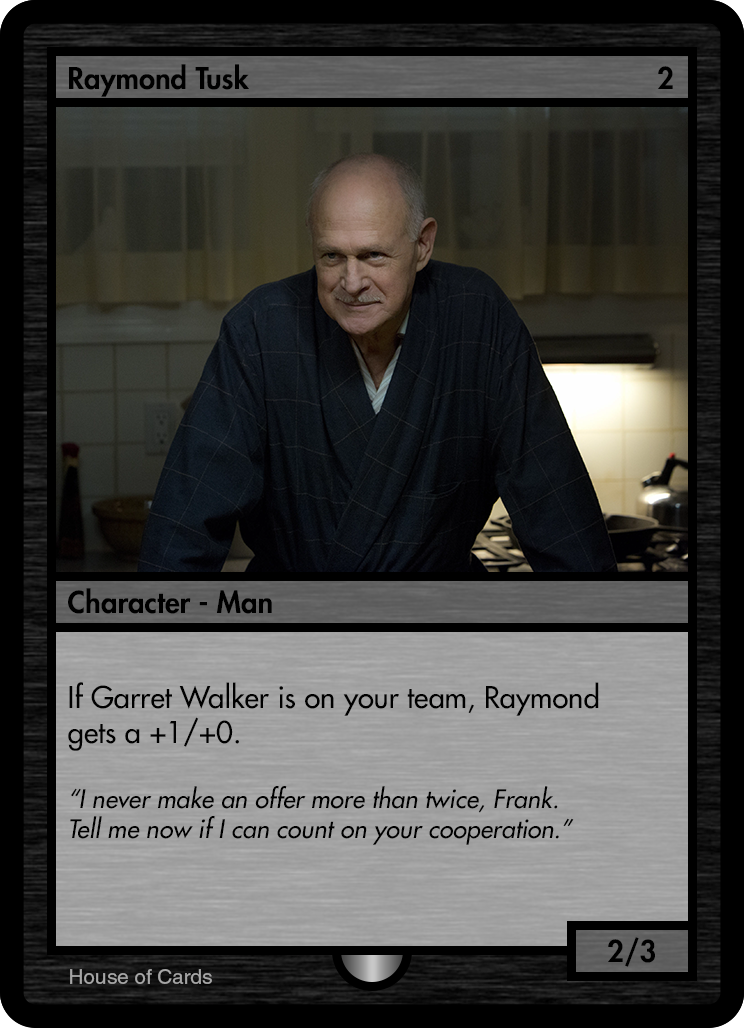 Raymond Tusk 2
Character - Man
If Garret Walker is on your team, Raymond
gets a +1/+0.
“I never make an offer more than twice, Frank.
Tell me now if I can count on your cooperation.”
2/3
House of Cards